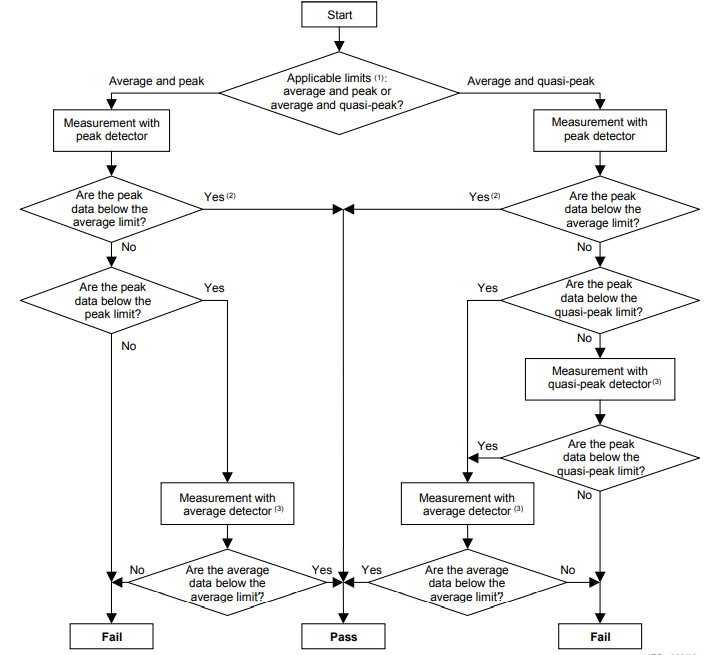 Start
Applicable limits (1):
average and peak or
average and quasi-peak?
Average and peak
Average and quasi-peak
Measurement with
peak detector
Measurement with
peak detector
Are the peak
data below the
average limit?
Yes (2)
Yes (2)
Are the peak
data below the
average limit?
No
No
Are the peak
data below the
peak limit?
Yes
Yes
Are the peak
data below the
quasi-peak limit?
No
No
Measurement with
quasi-peak detector(3)
Yes
Are the peak
data below the
quasi-peak limit?
No
Measurement with
average detector (3)
Measurement with
average detector (3)
No
Are the average
data below the
average limit?
Yes
Yes
Are the average
data below the
average limit?
No
Fail
Pass
Fail